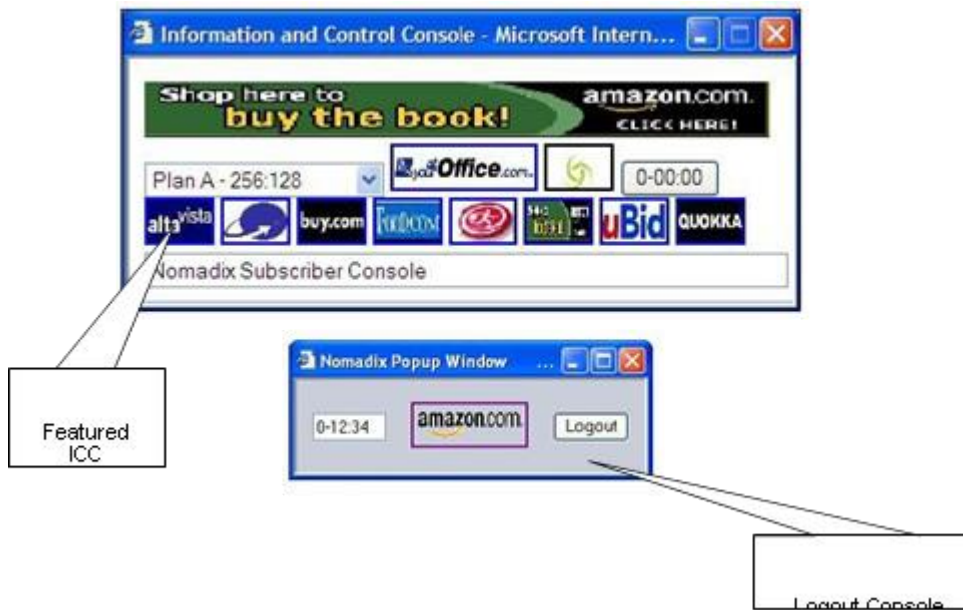 Information and Control Console - Microsoft Intern...
Shop here to
buy the book!
amazon.com.
CLICK HERE!
Plan A - 256:128
Office.com.
0-00:00
altavista
buy.com
uBid
QUOKKA
Nomadix Subscriber Console
Nomadix Popup Window ...
0-12:34
amazon.com.
Logout
Featured
ICC
Logout Console